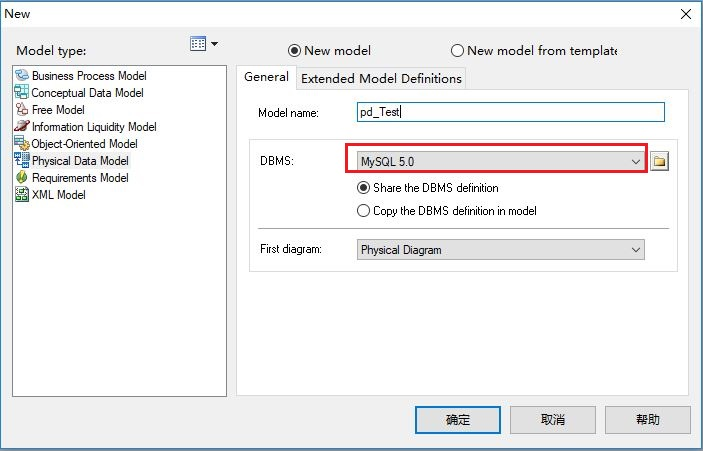 New
Model type:
New model
New model from template
Business Process Model
Conceptual Data Model
Free Model
Information Liquidity Model
Object-Oriented Model
Physical Data Model
Requirements Model
XML Model
General
Extended Model Definitions
Model name:
pd_Test
DBMS:
MySQL 5.0
Share the DBMS definition
Copy the DBMS definition in model
First diagram:
Physical Diagram
确定
取消
帮助